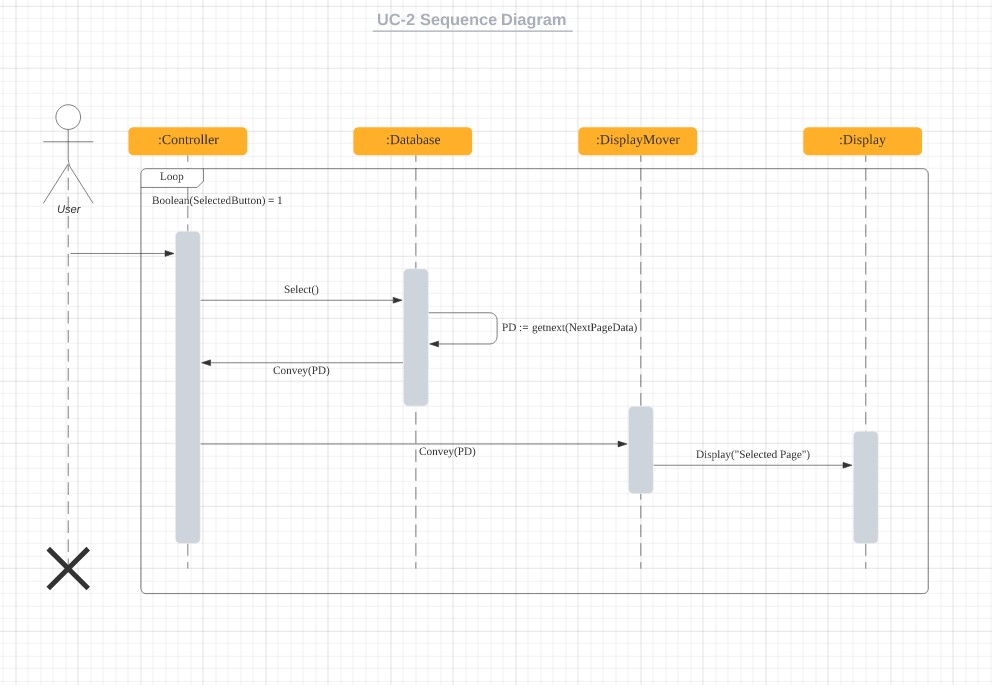 UC-2 Sequence Diagram
:Controller
:Database
:DisplayMover
:Display
Loop
Boolean(SelectedButton) = 1
User
Select()
PD := getnext(NextPageData)
Convey(PD)
Convey(PD)
Display("Selected Page")